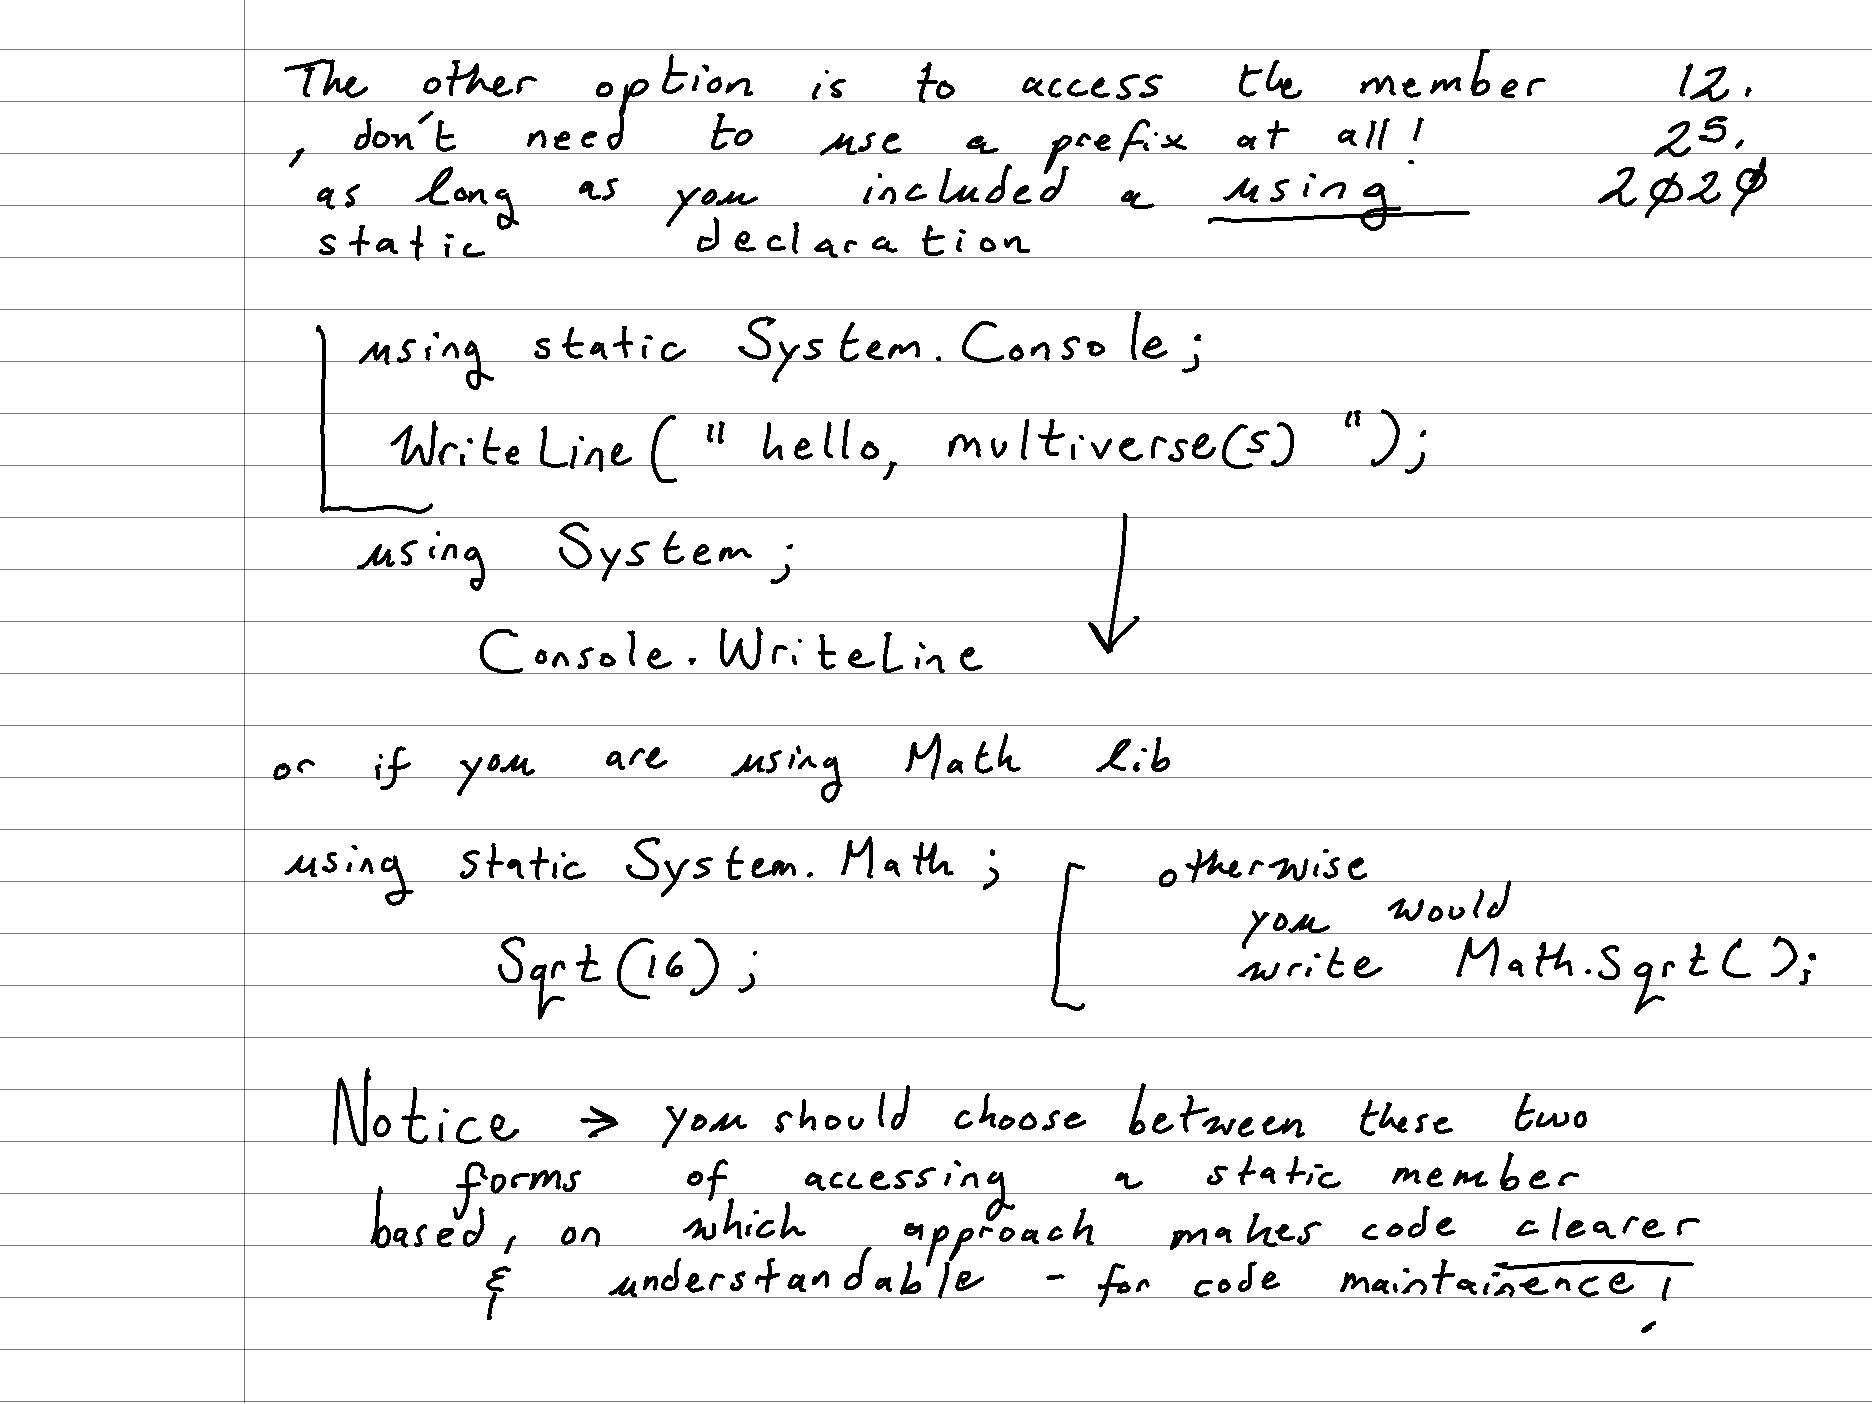 The other option is to access the member 12.
, don't need to use a prefix at all! 25.
as long as you included a using 2020
static declaration
using static System.Console;
WriteLine(" hello, multiverse(s) ");
using System;
Console.WriteLine
or if you are using Math lib
using static System.Math; otherwise
you would
Sqrt(16); write Math.Sqrt();
Notice → you should choose between these two
forms of accessing a static member
based, on which approach makes code clearer
& understandable - for code maintainence!